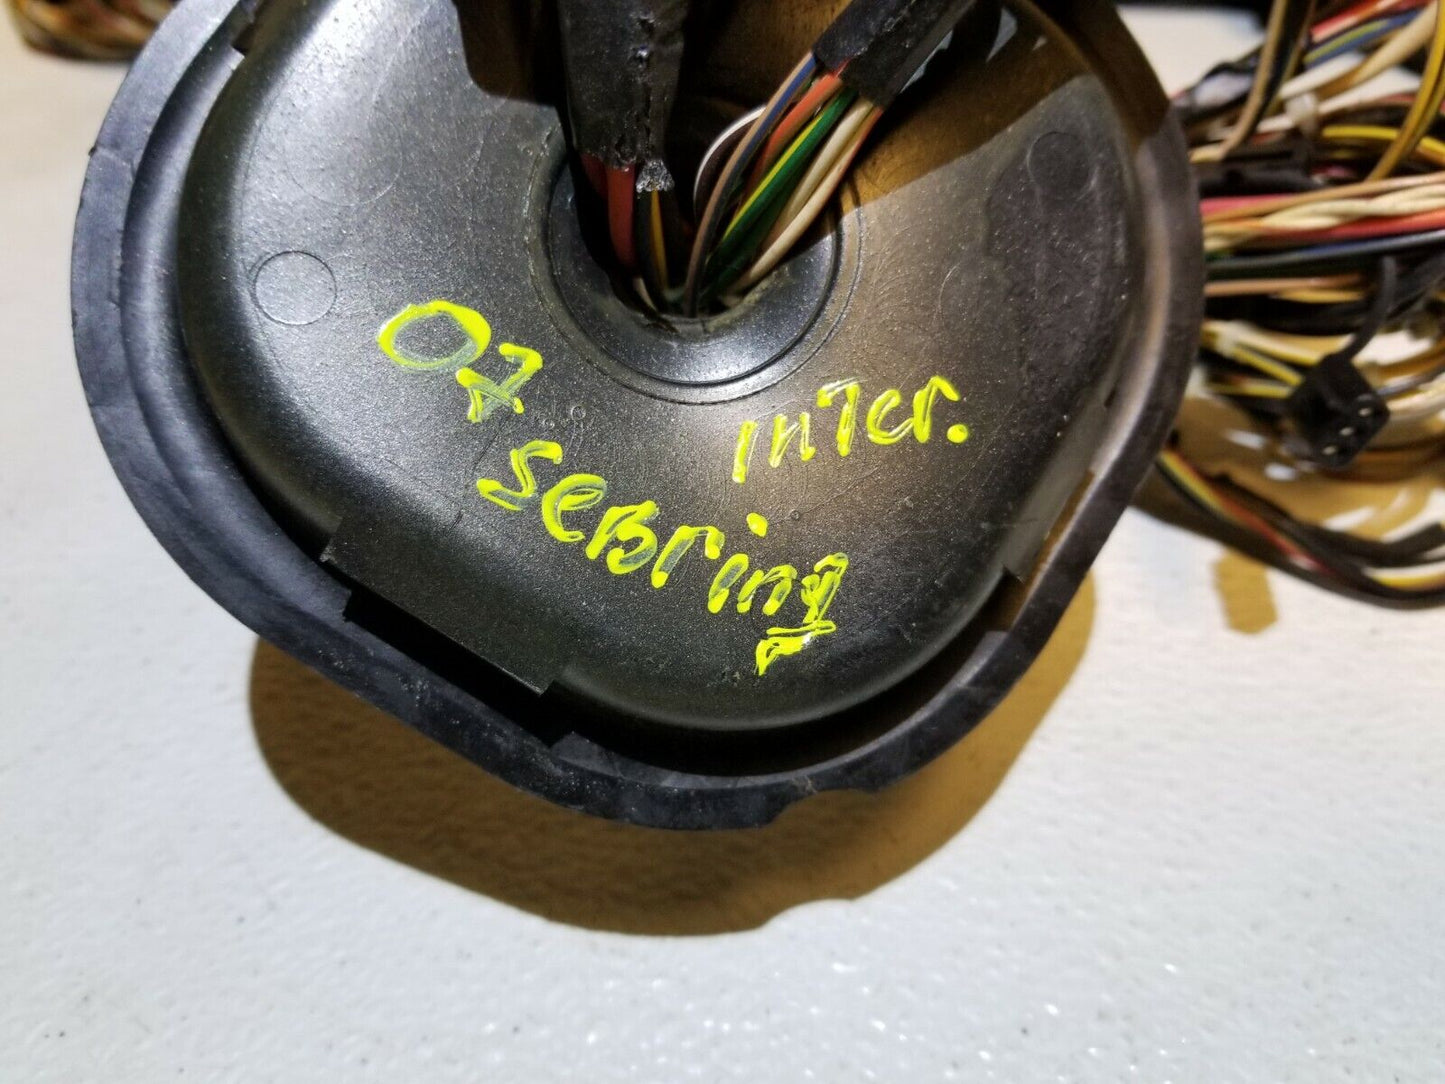 07
Sebring
inter.